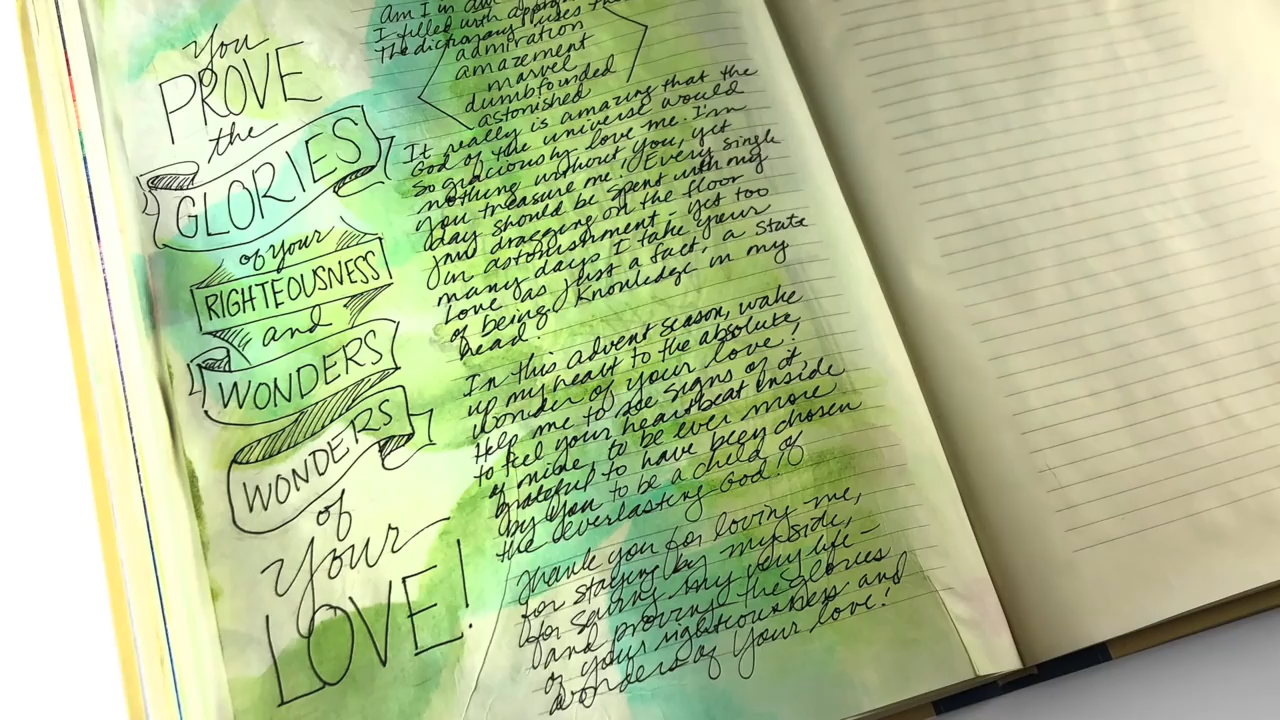 You
PROVE
the
GLORIES
of your
RIGHTEOUSNESS
and
WONDERS
WONDERS
of
Your
LOVE!
Am I in
I filled with
The dictionary uses
admiration
amazement
marvel
dumbfounded
astonished
It really is amazing that the
God of the universe would
so graciously love me. I'm
nothing without you, yet
you treasure me! Every single
day should be spent with my
jaw dragging on the floor
in astonishment - yet too
many days I take your
love as just a fact, a state
of being, knowledge in my
head.
In this advent season, wake
up my heart to the absolute
wonder of your love!
Help me to see signs of it,
to feel your heartbeat inside
of mine, to be ever more
grateful to have been chosen
by You to be a child of
the everlasting God!
Thank you for loving me,
for staying by my side,
for saving my very life -
and proving the glories
of your righteousness and
wonders of Your love!